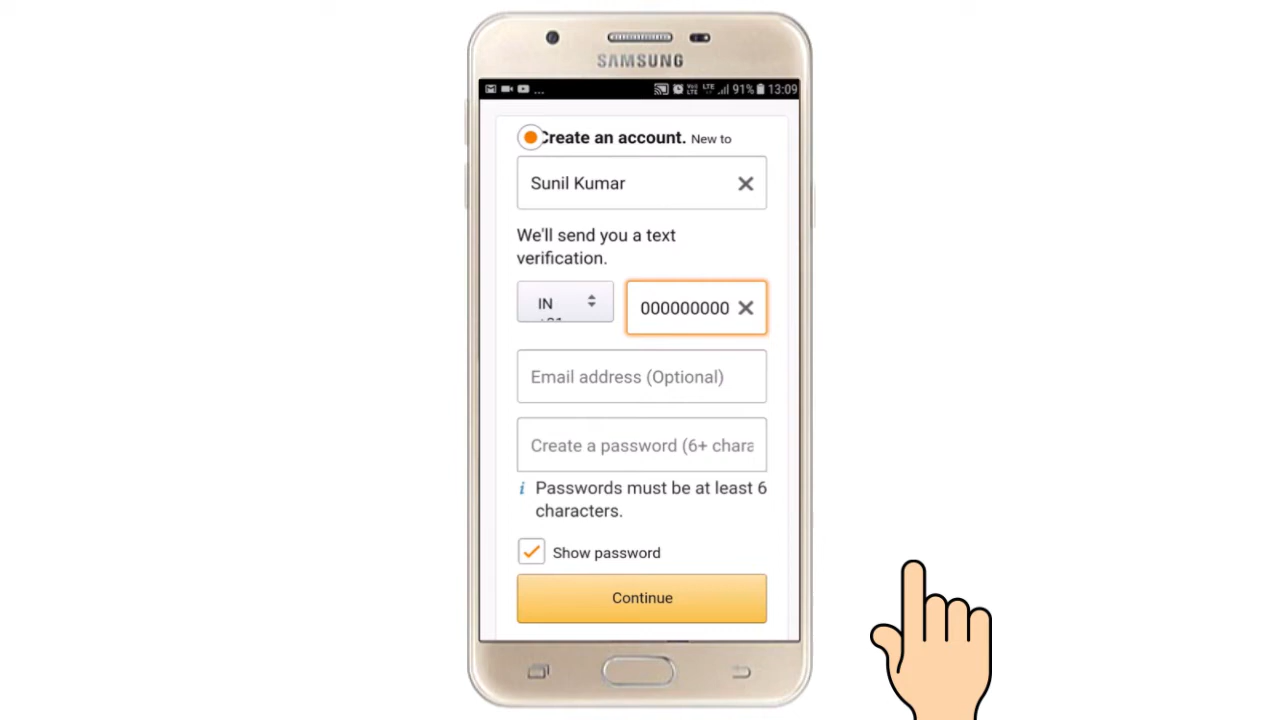 SAMSUNG
... 91% 13:09
Create an account. New to
Sunil Kumar
We'll send you a text
verification.
IN 000000000
Email address (Optional)
Create a password (6+ chara
i Passwords must be at least 6
characters.
Show password
Continue